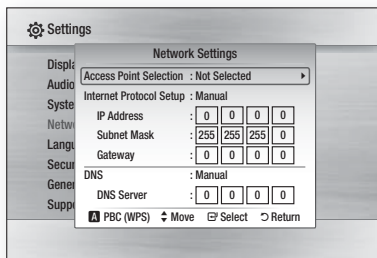 Settings
Network Settings
Displa
Access Point Selection : Not Selected
Audio
Internet Protocol Setup : Manual
Syste
IP Address : 0 0 0 0
Netw
Subnet Mask : 255 255 255 0
Langu
Gateway : 0 0 0 0
Secur
DNS : Manual
Gener
DNS Server : 0 0 0 0
Suppo
A PBC (WPS) Move Select Return